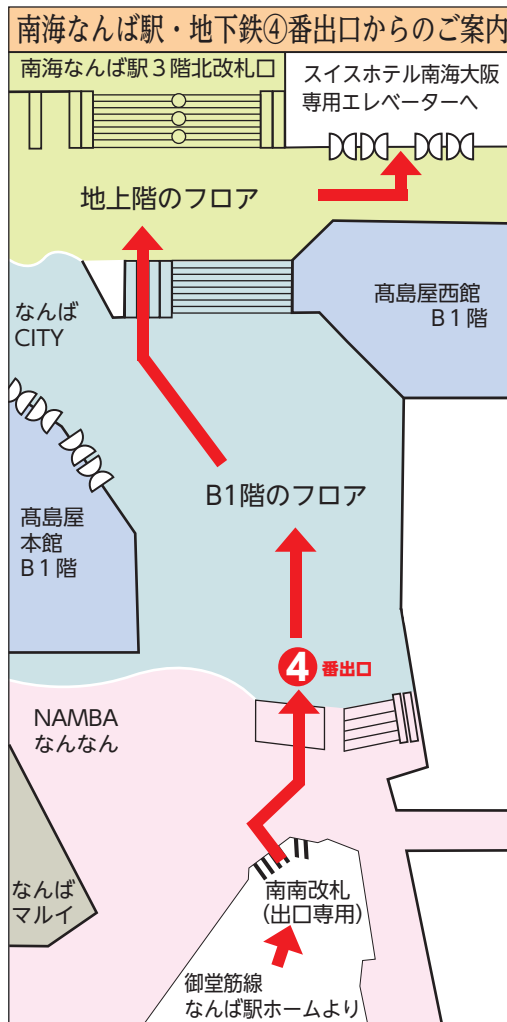 南海なんば駅・地下鉄④番出口からのご案内
南海なんば駅３階北改札口
スイスホテル南海大阪
専用エレベーターへ
地上階のフロア
なんば
CITY
髙島屋西館
B１階
B1階のフロア
髙島屋
本館
B１階
4 番出口
NAMBA
なんなん
なんば
マルイ
南南改札
(出口専用)
御堂筋線
なんば駅ホームより